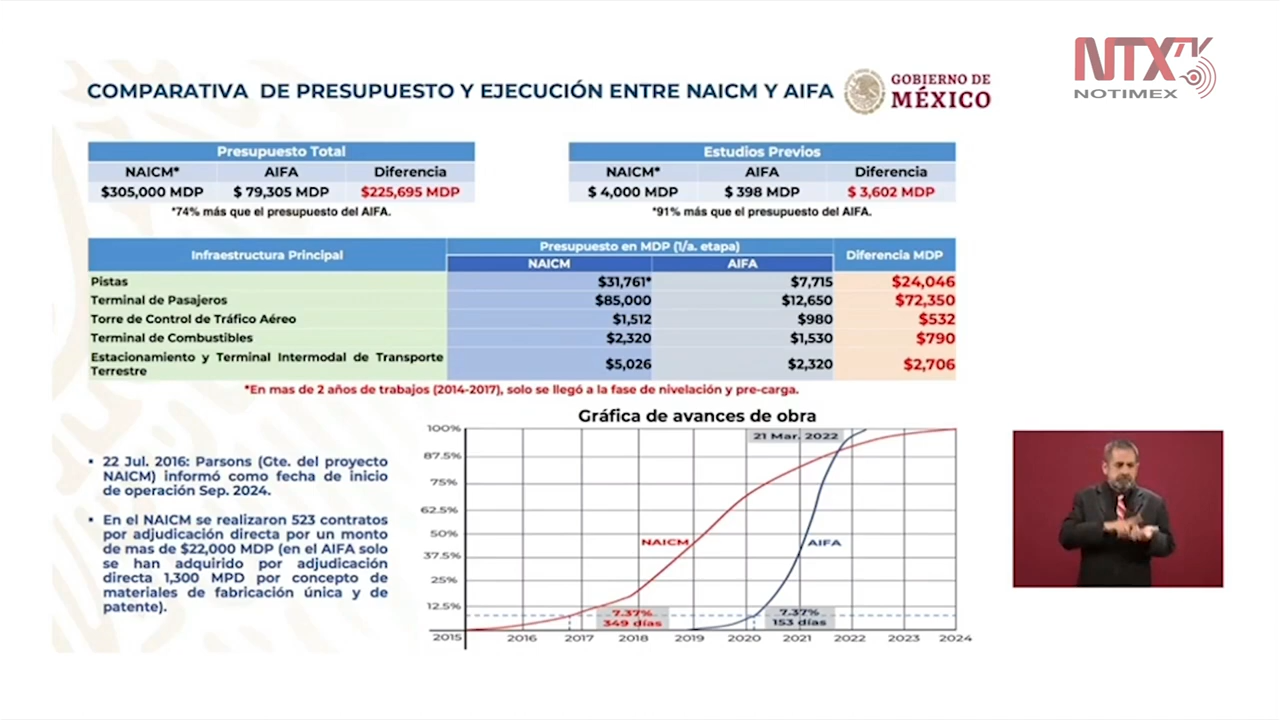 NTX TV
NOTIMEX
COMPARATIVA DE PRESUPUESTO Y EJECUCIÓN ENTRE NAICM Y AIFA
GOBIERNO DE
MÉXICO
Presupuesto Total
NAICM* AIFA Diferencia
$305,000 MDP $ 79,305 MDP $225,695 MDP
*74% más que el presupuesto del AIFA.
Estudios Previos
NAICM* AIFA Diferencia
$ 4,000 MDP $ 398 MDP $ 3,602 MDP
*91% más que el presupuesto del AIFA.
Infraestructura Principal Presupuesto en MDP (1/a. etapa) Diferencia MDP
NAICM AIFA
Pistas $31,761* $7,715 $24,046
Terminal de Pasajeros $85,000 $12,650 $72,350
Torre de Control de Tráfico Aéreo $1,512 $980 $532
Terminal de Combustibles $2,320 $1,530 $790
Estacionamiento y Terminal Intermodal de Transporte
Terrestre $5,026 $2,320 $2,706
*En mas de 2 años de trabajos (2014-2017), solo se llegó a la fase de nivelación y pre-carga.
• 22 Jul. 2016: Parsons (Gte. del proyecto
NAICM) informó como fecha de inicio
de operación Sep. 2024.
• En el NAICM se realizaron 523 contratos
por adjudicación directa por un monto
de mas de $22,000 MDP (en el AIFA solo
se han adquirido por adjudicación
directa 1,300 MPD por concepto de
materiales de fabricación única y de
patente).
Gráfica de avances de obra
100%
87.5%
75%
62.5%
50%
37.5%
25%
12.5%
21 Mar. 2022
NAICM
AIFA
7.37%
349 días
7.37%
153 días
2015 2016 2017 2018 2019 2020 2021 2022 2023 2024